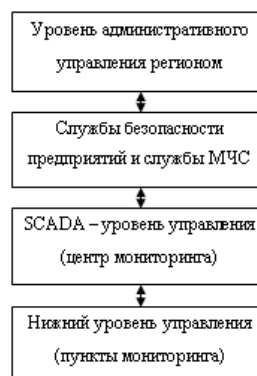 Уровень административного
управления регионом
Службы безопасности
предприятий и службы МЧС
SCADA – уровень управления
(центр мониторинга)
Нижний уровень управления
(пункты мониторинга)